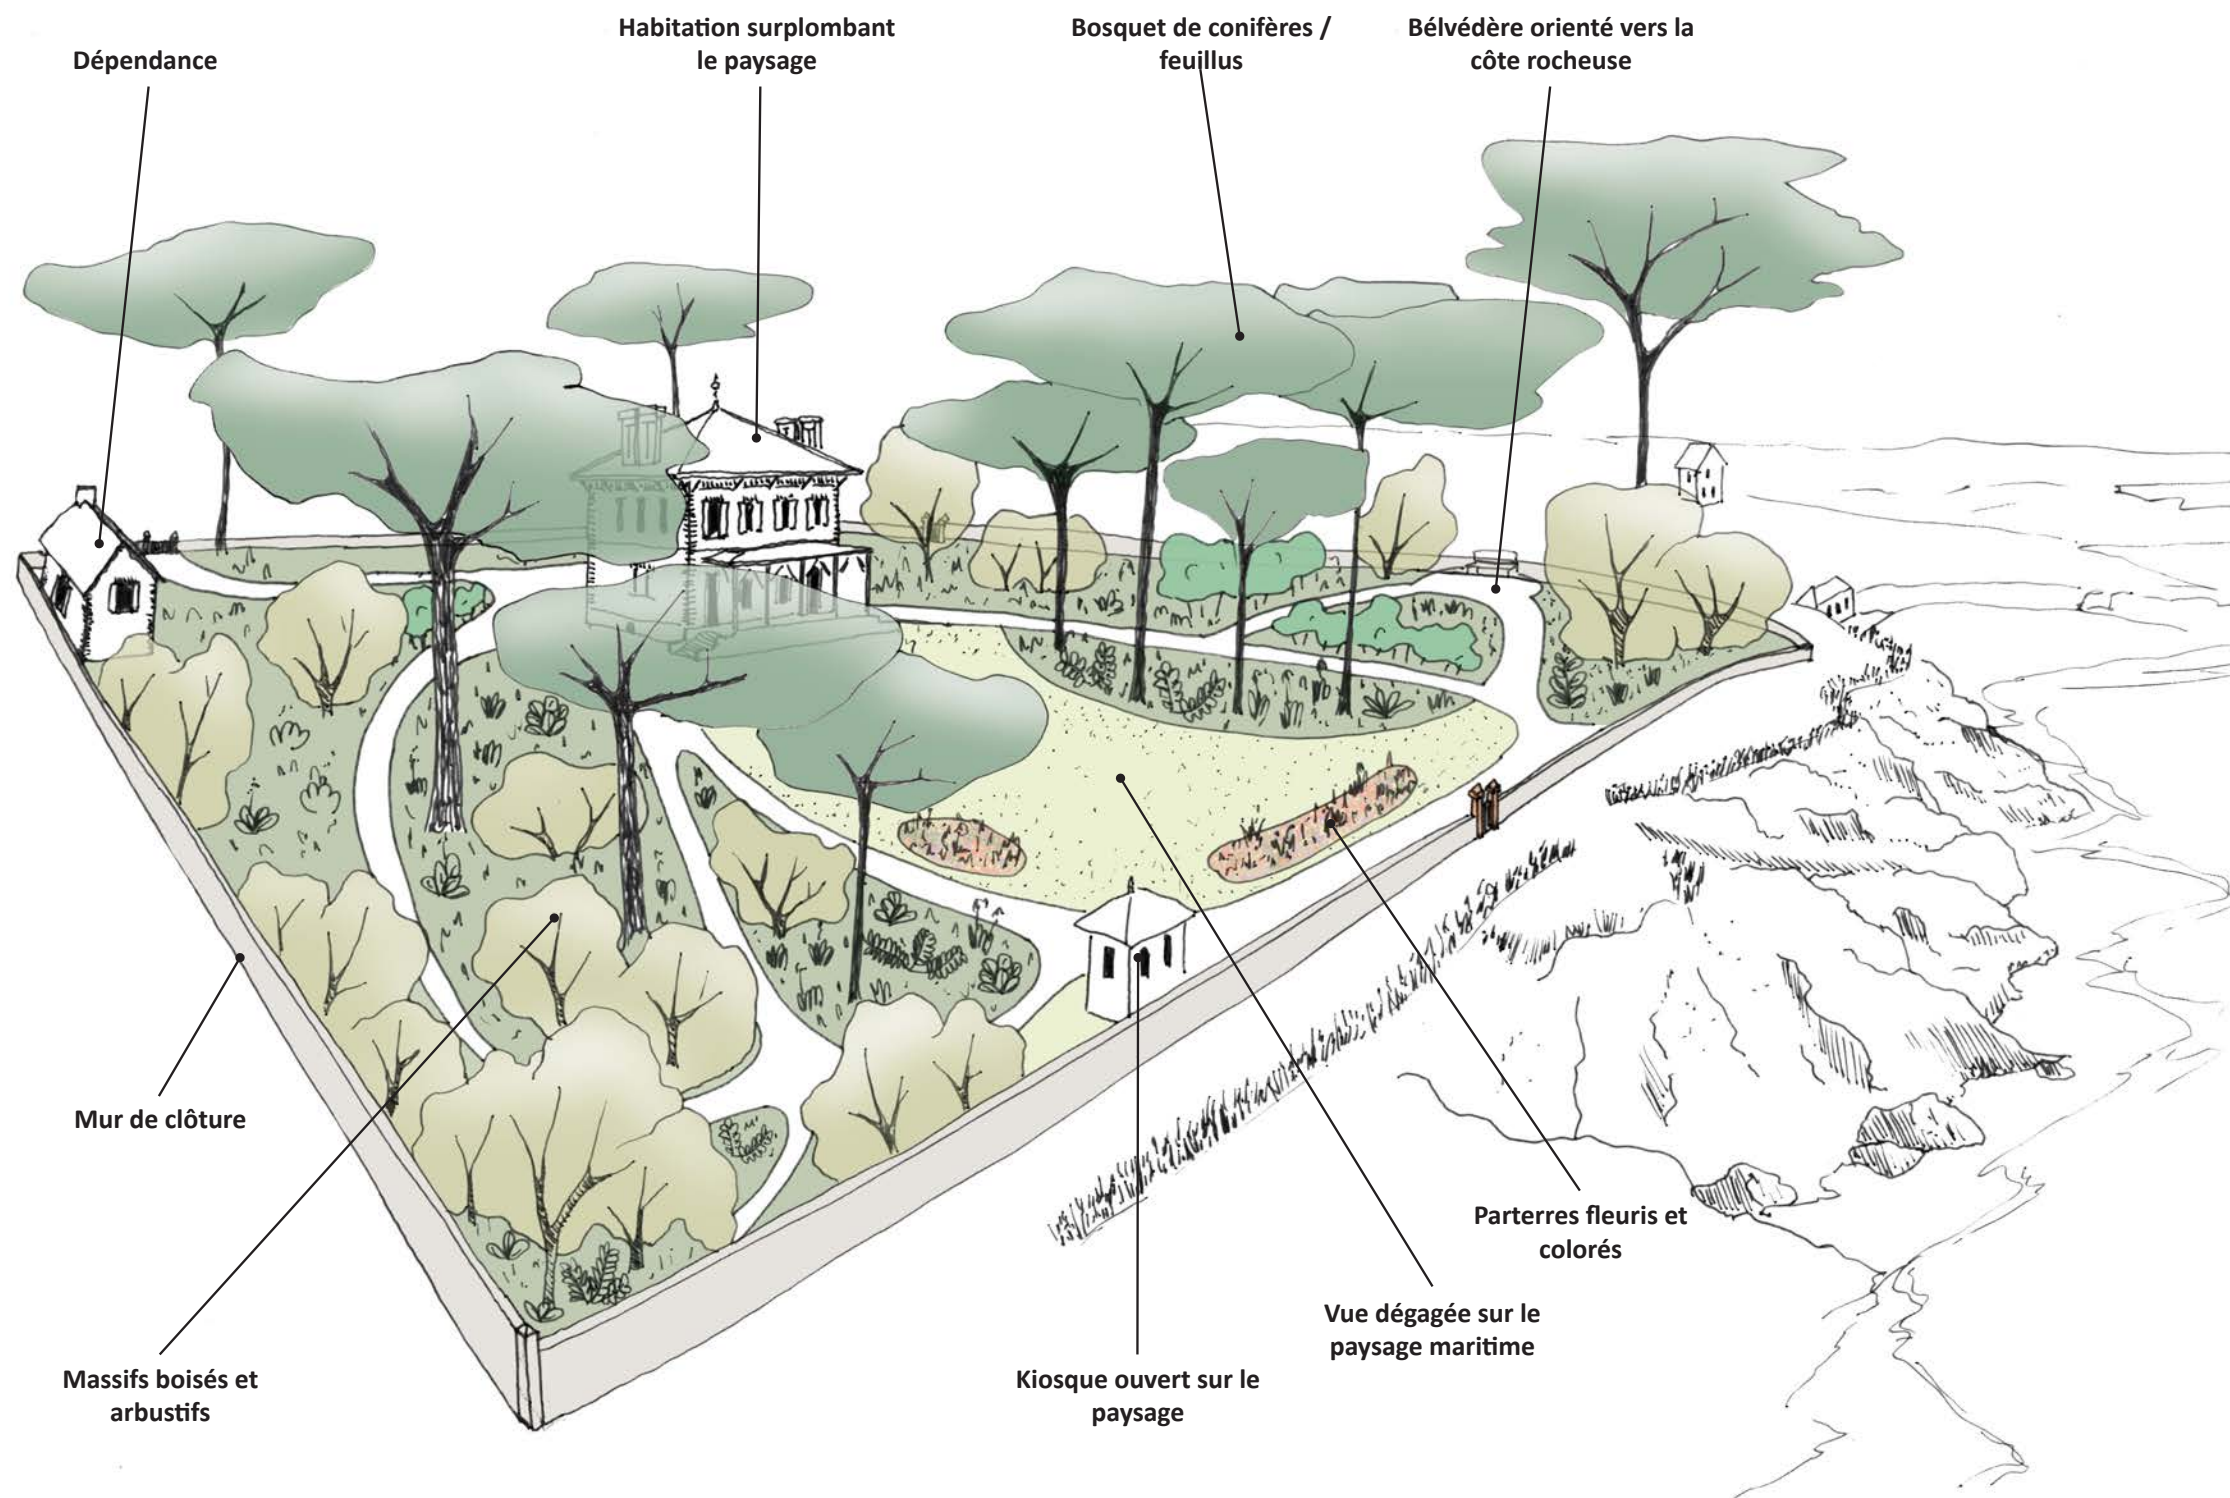 Dépendance
Habitation surplombant
le paysage
Bosquet de conifères /
feuillus
Bélvédère orienté vers la
côte rocheuse
Mur de clôture
Massifs boisés et
arbustifs
Kiosque ouvert sur le
paysage
Vue dégagée sur le
paysage maritime
Parterres fleuris et
colorés